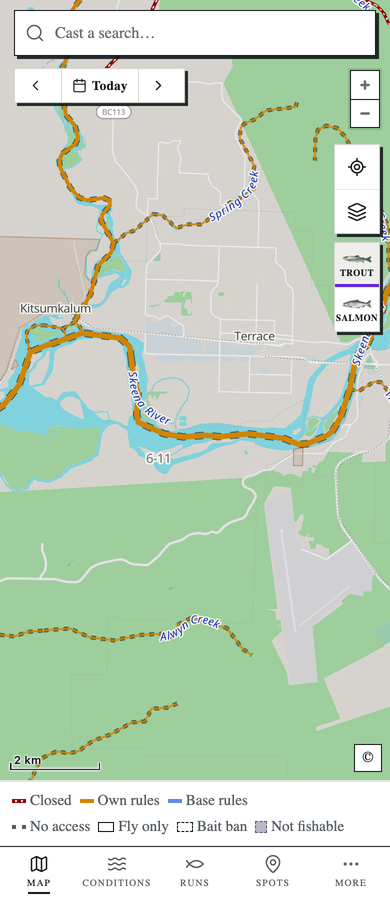 Cast a search…
Today
BC113
Spring Creek
TROUT
SALMON
Kitsumkalum
Terrace
Skeena River
6-11
Alwyn Creek
2 km
©
Closed Own rules Base rules
No access Fly only Bait ban Not fishable
MAP CONDITIONS RUNS SPOTS MORE